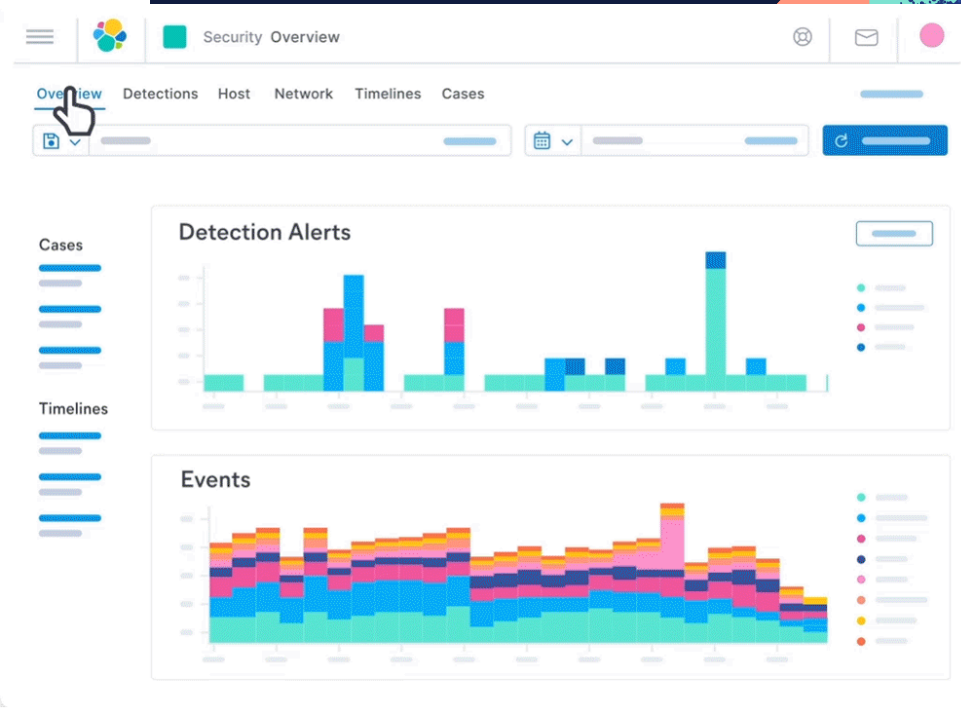 Security Overview
Overview Detections Host Network Timelines Cases
Cases
Detection Alerts
Timelines
Events